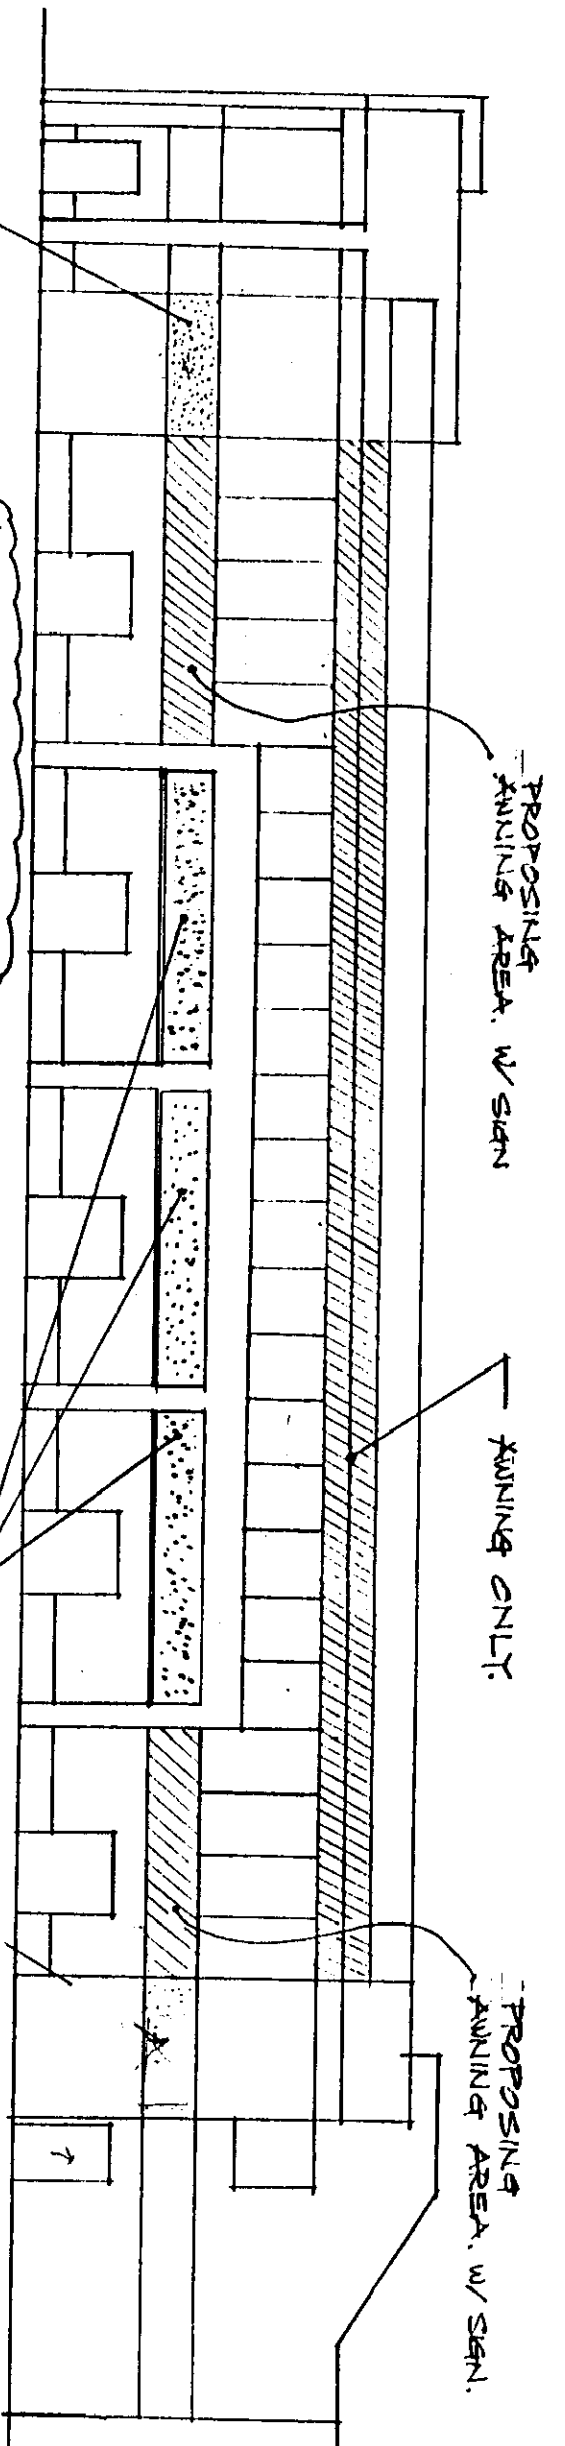 PROPOSING
AWNING AREA. W/ SIGN
AWNING ONLY.
PROPOSING
AWNING AREA. W/ SIGN.